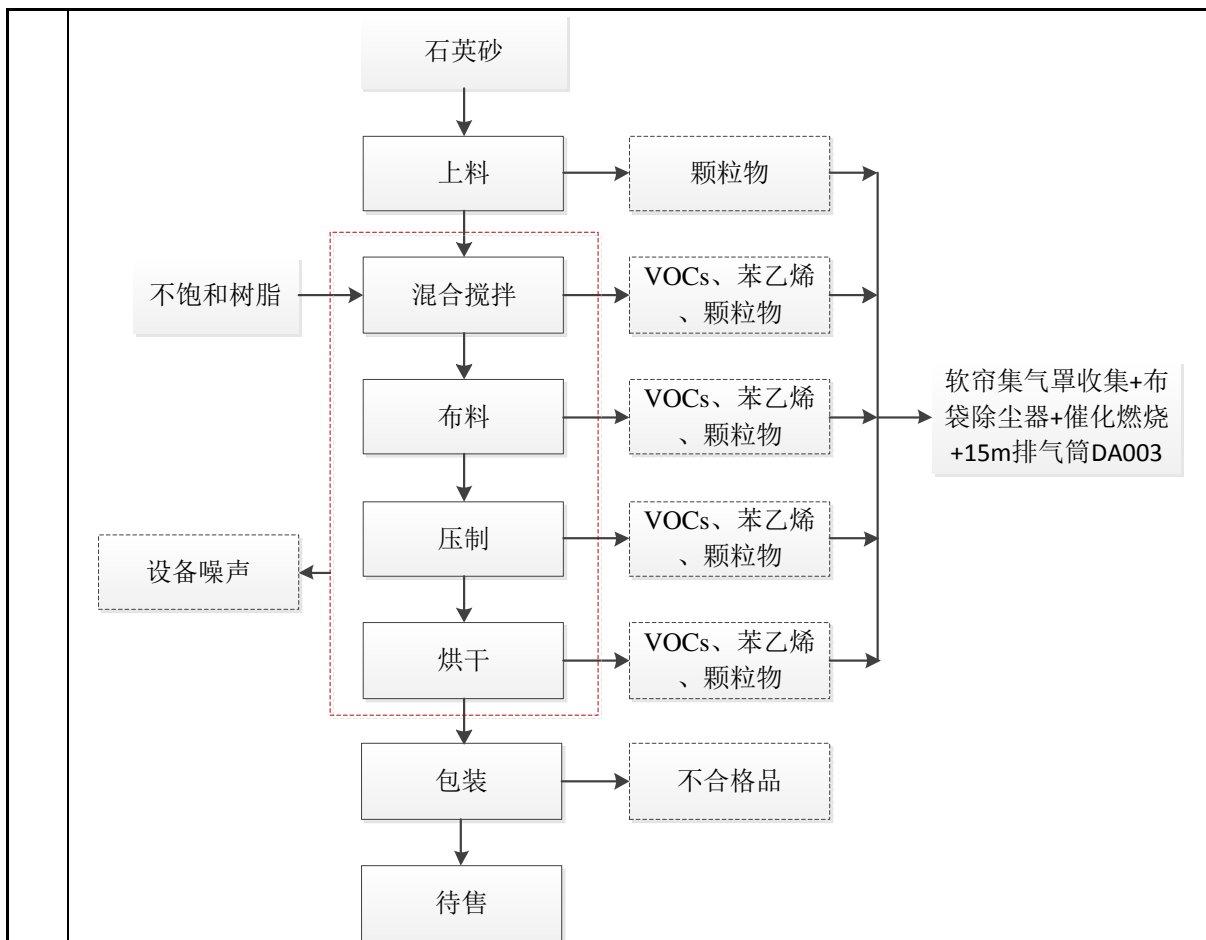 石英砂
上料
颗粒物
不饱和树脂
混合搅拌
VOCs、苯乙烯
、颗粒物
布料
VOCs、苯乙烯
、颗粒物
软帘集气罩收集+布
袋除尘器+催化燃烧
+15m排气筒DA003
压制
VOCs、苯乙烯
、颗粒物
设备噪声
烘干
VOCs、苯乙烯
、颗粒物
包装
不合格品
待售